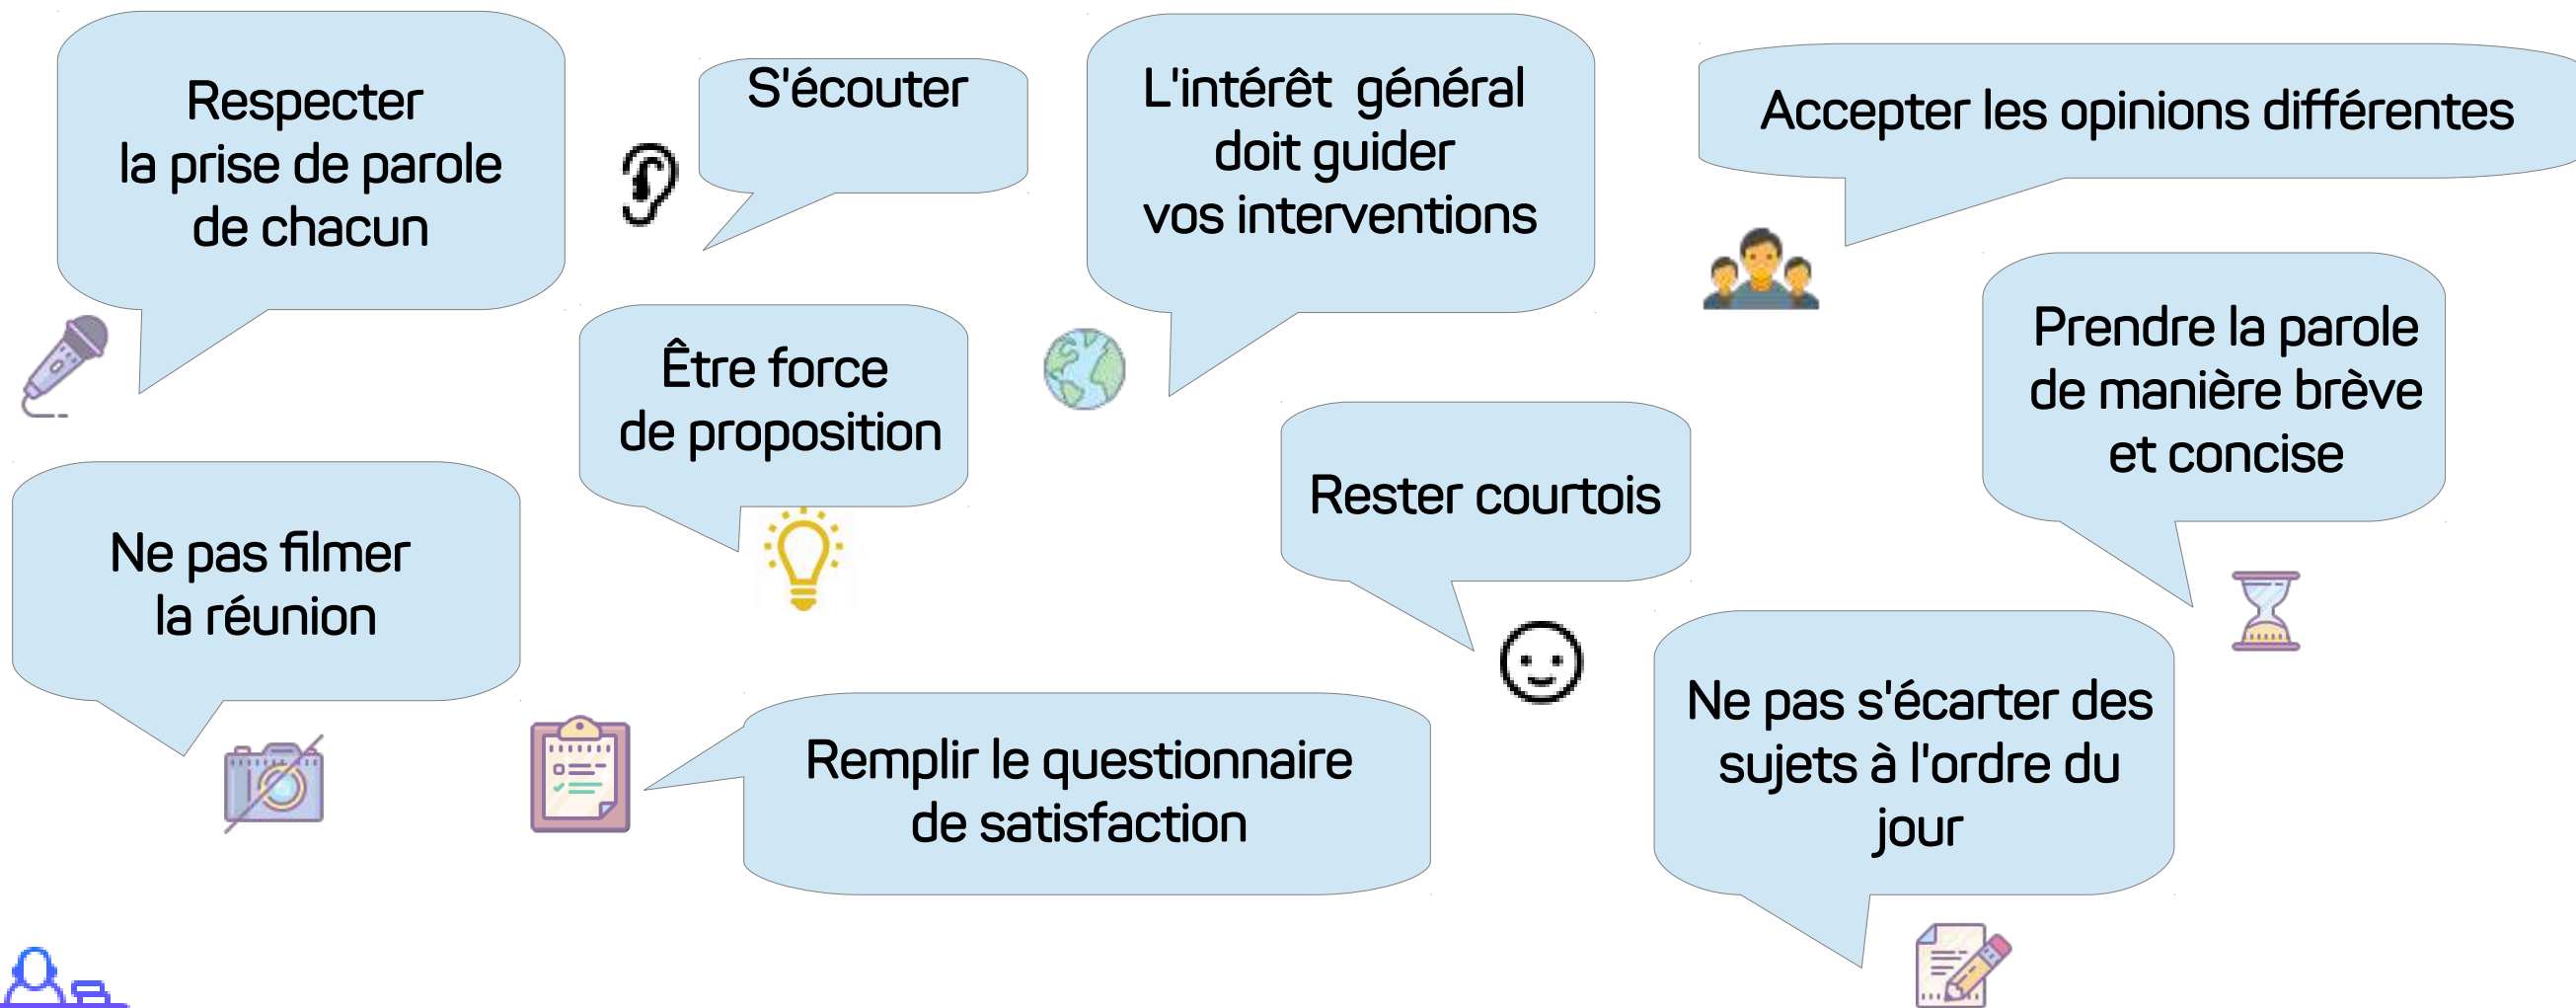 Respecter
la prise de parole
de chacun
S'écouter
L'intérêt général
doit guider
vos interventions
Accepter les opinions différentes
Être force
de proposition
Prendre la parole
de manière brève
et concise
Rester courtois
Ne pas filmer
la réunion
Remplir le questionnaire
de satisfaction
Ne pas s'écarter des
sujets à l'ordre du
jour